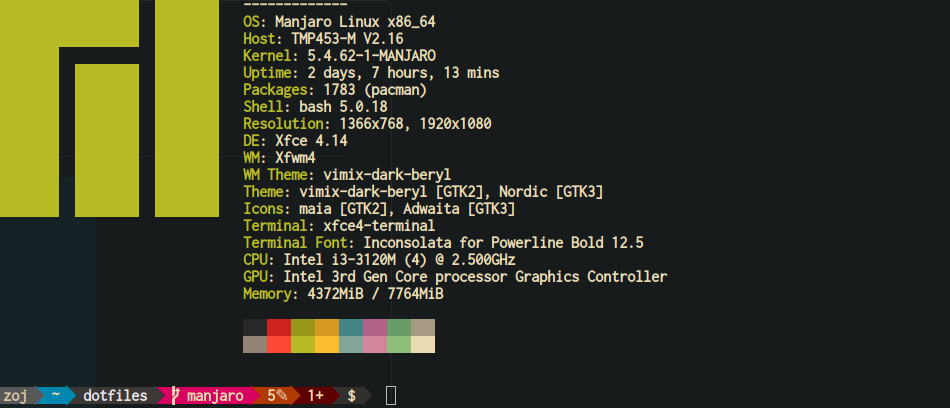 -------------
OS: Manjaro Linux x86_64
Host: TMP453-M V2.16
Kernel: 5.4.62-1-MANJARO
Uptime: 2 days, 7 hours, 13 mins
Packages: 1783 (pacman)
Shell: bash 5.0.18
Resolution: 1366x768, 1920x1080
DE: Xfce 4.14
WM: Xfwm4
WM Theme: vimix-dark-beryl
Theme: vimix-dark-beryl [GTK2], Nordic [GTK3]
Icons: maia [GTK2], Adwaita [GTK3]
Terminal: xfce4-terminal
Terminal Font: Inconsolata for Powerline Bold 12.5
CPU: Intel i3-3120M (4) @ 2.500GHz
GPU: Intel 3rd Gen Core processor Graphics Controller
Memory: 4372MiB / 7764MiB
zoj ~ dotfiles manjaro 5✎ 1+ $